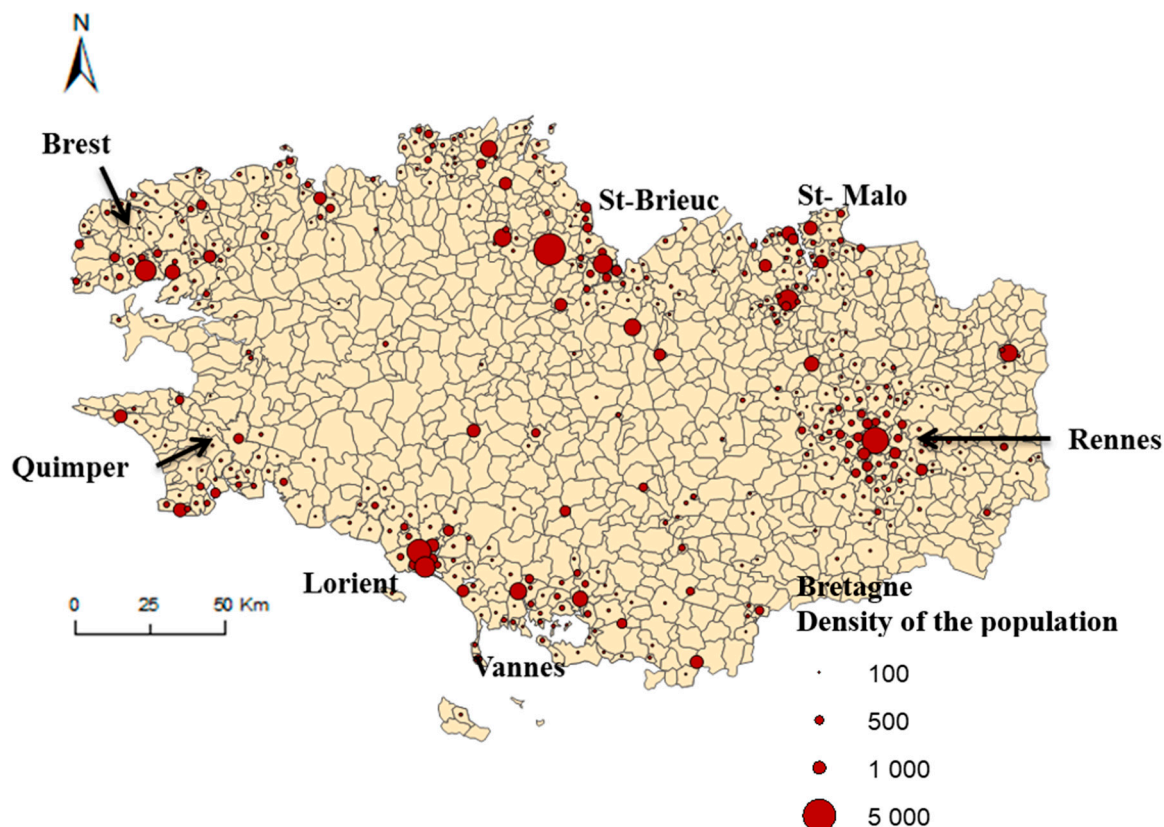 N
Brest
St-Brieuc
St- Malo
Quimper
Rennes
Lorient
0 25 50 Km
Vannes
Bretagne
Density of the population
100
500
1 000
5 000